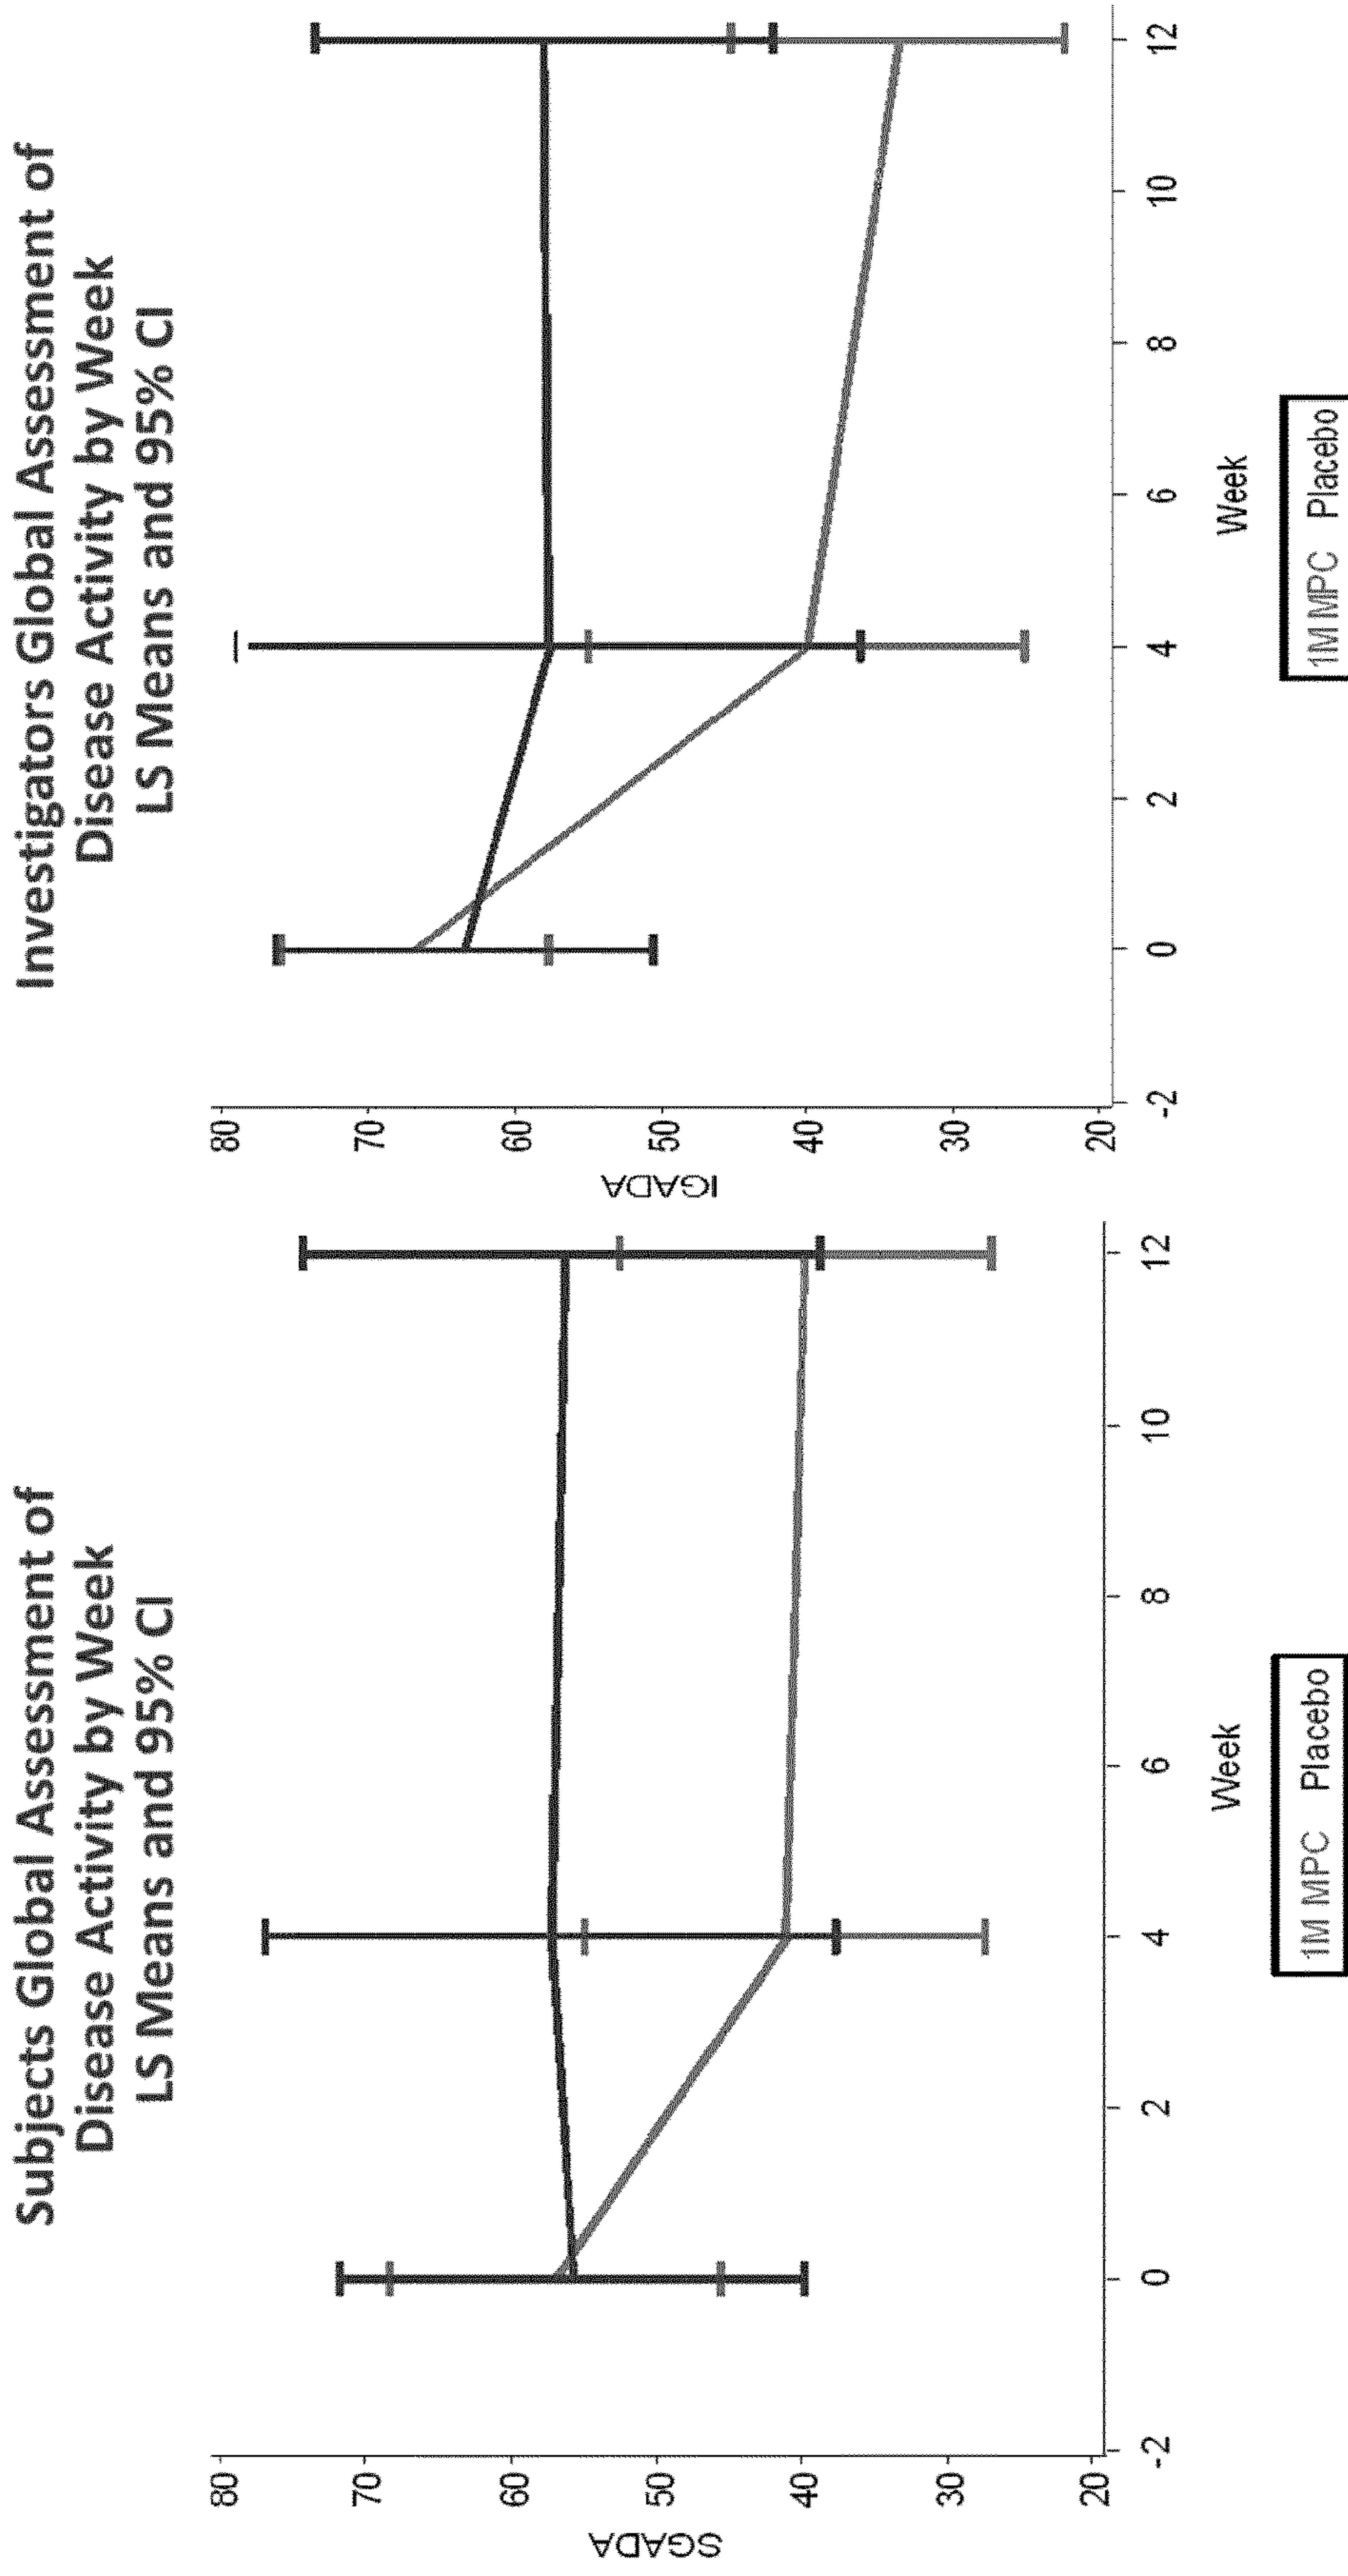 Subjects Global Assessment of
Disease Activity by Week
LS Means and 95% CI
SGADA
80
70
60
50
40
30
20
-2 0 2 4 6 8 10 12
Week
1M MPC Placebo
Investigators Global Assessment of
Disease Activity by Week
LS Means and 95% CI
IGADA
80
70
60
50
40
30
20
-2 0 2 4 6 8 10 12
Week
1M MPC Placebo